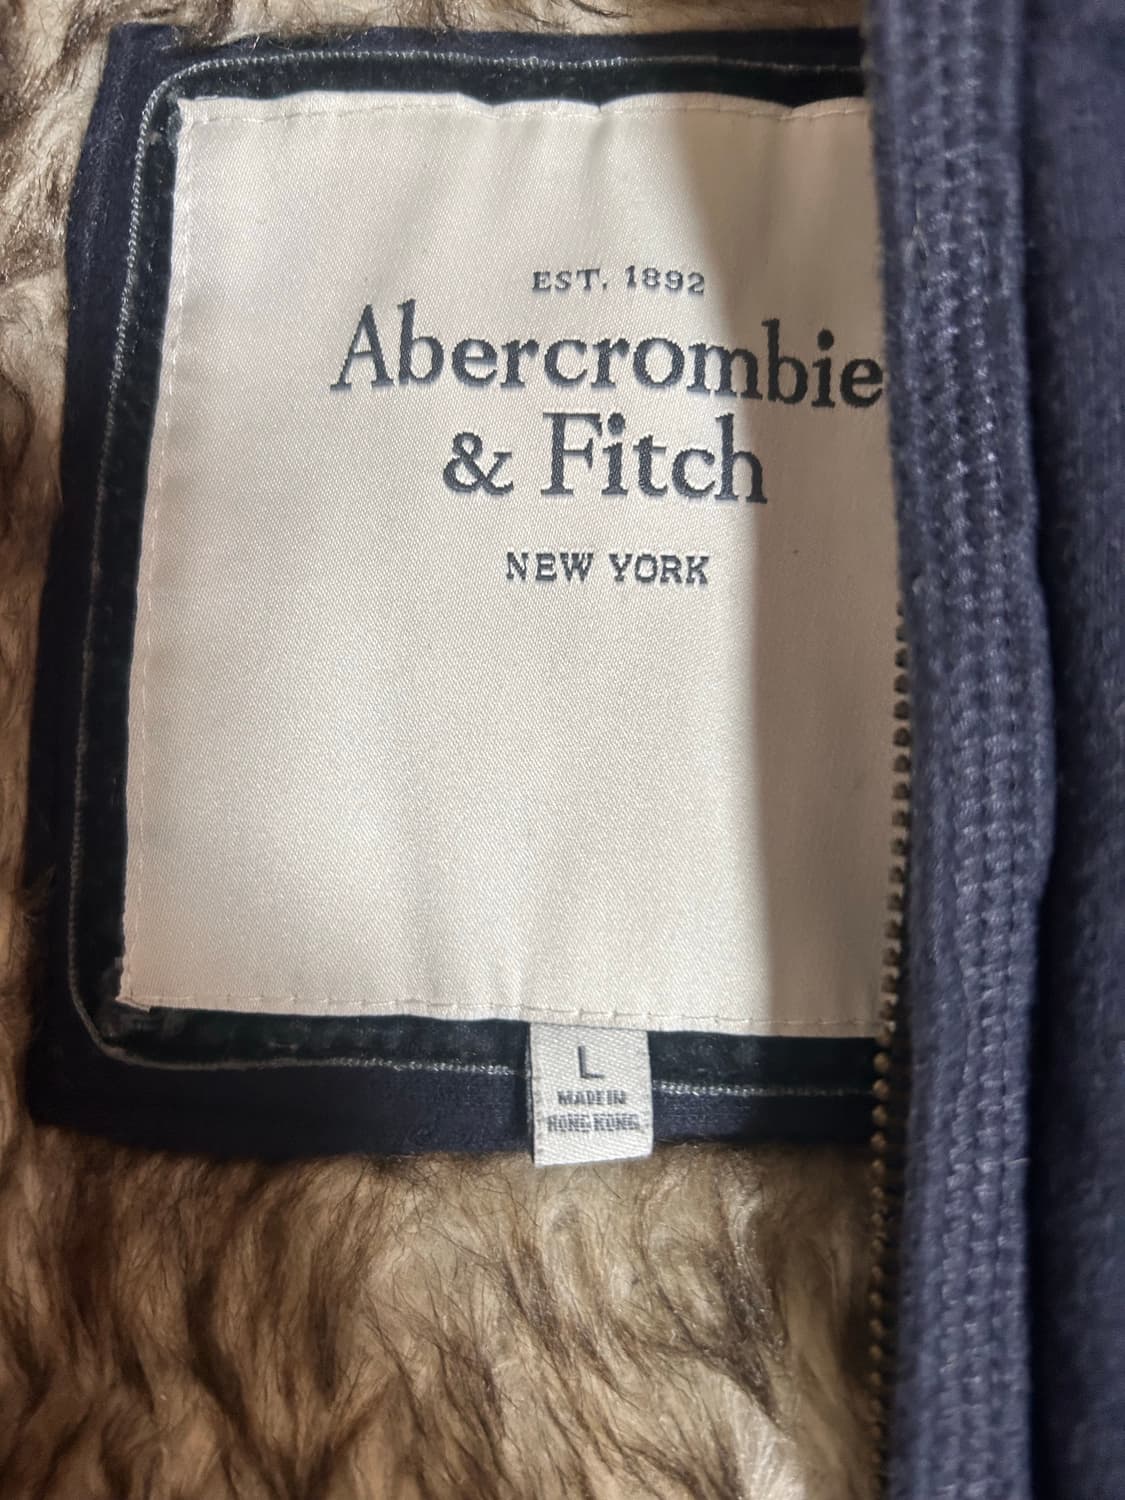 EST. 1892
Abercrombie
& Fitch
NEW YORK
L
MADE IN
HONG KONG